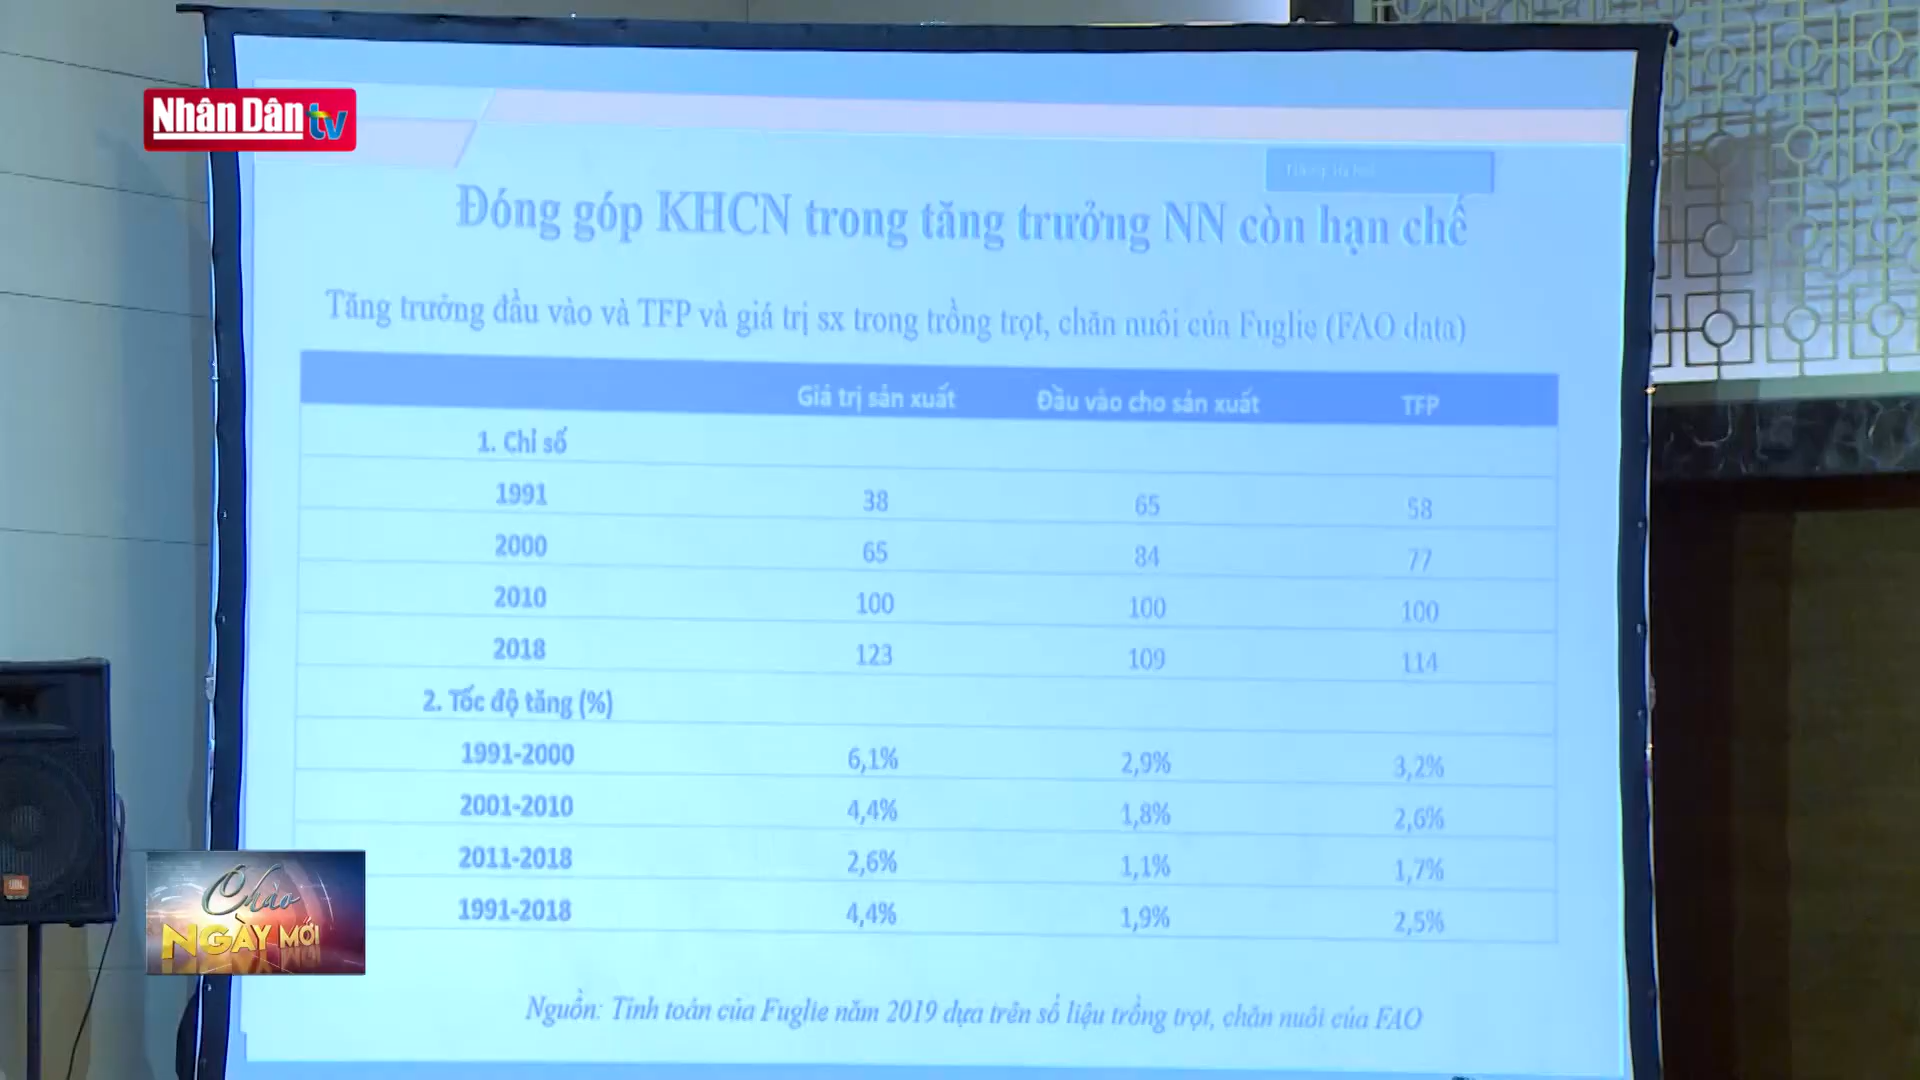 Nhân Dân tv
Đóng góp KHCN trong tăng trưởng NN còn hạn chế
Tăng trưởng đầu vào và TFP và giá trị sx trong trồng trọt, chăn nuôi của Fuglie (FAO data)
Giá trị sản xuất Đầu vào cho sản xuất TFP
1. Chỉ số
1991 38 65 58
2000 65 84 77
2010 100 100 100
2018 123 109 114
2. Tốc độ tăng (%)
1991-2000 6,1% 2,9% 3,2%
2001-2010 4,4% 1,8% 2,6%
2011-2018 2,6% 1,1% 1,7%
1991-2018 4,4% 1,9% 2,5%
Nguồn: Tính toán của Fuglie năm 2019 dựa trên số liệu trồng trọt, chăn nuôi của FAO
JBL
Chào
NGÀY MỚI